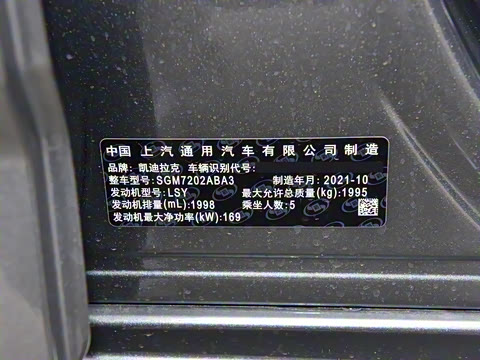 中国上汽通用汽车有限公司制造
品牌: 凯迪拉克 车辆识别代号:
整车型号: SGM7202ABA3 制造年月: 2021-10
发动机型号: LSY 最大允许总质量(kg): 1995
发动机排量(mL): 1998 乘坐人数: 5
发动机最大净功率(kW): 169